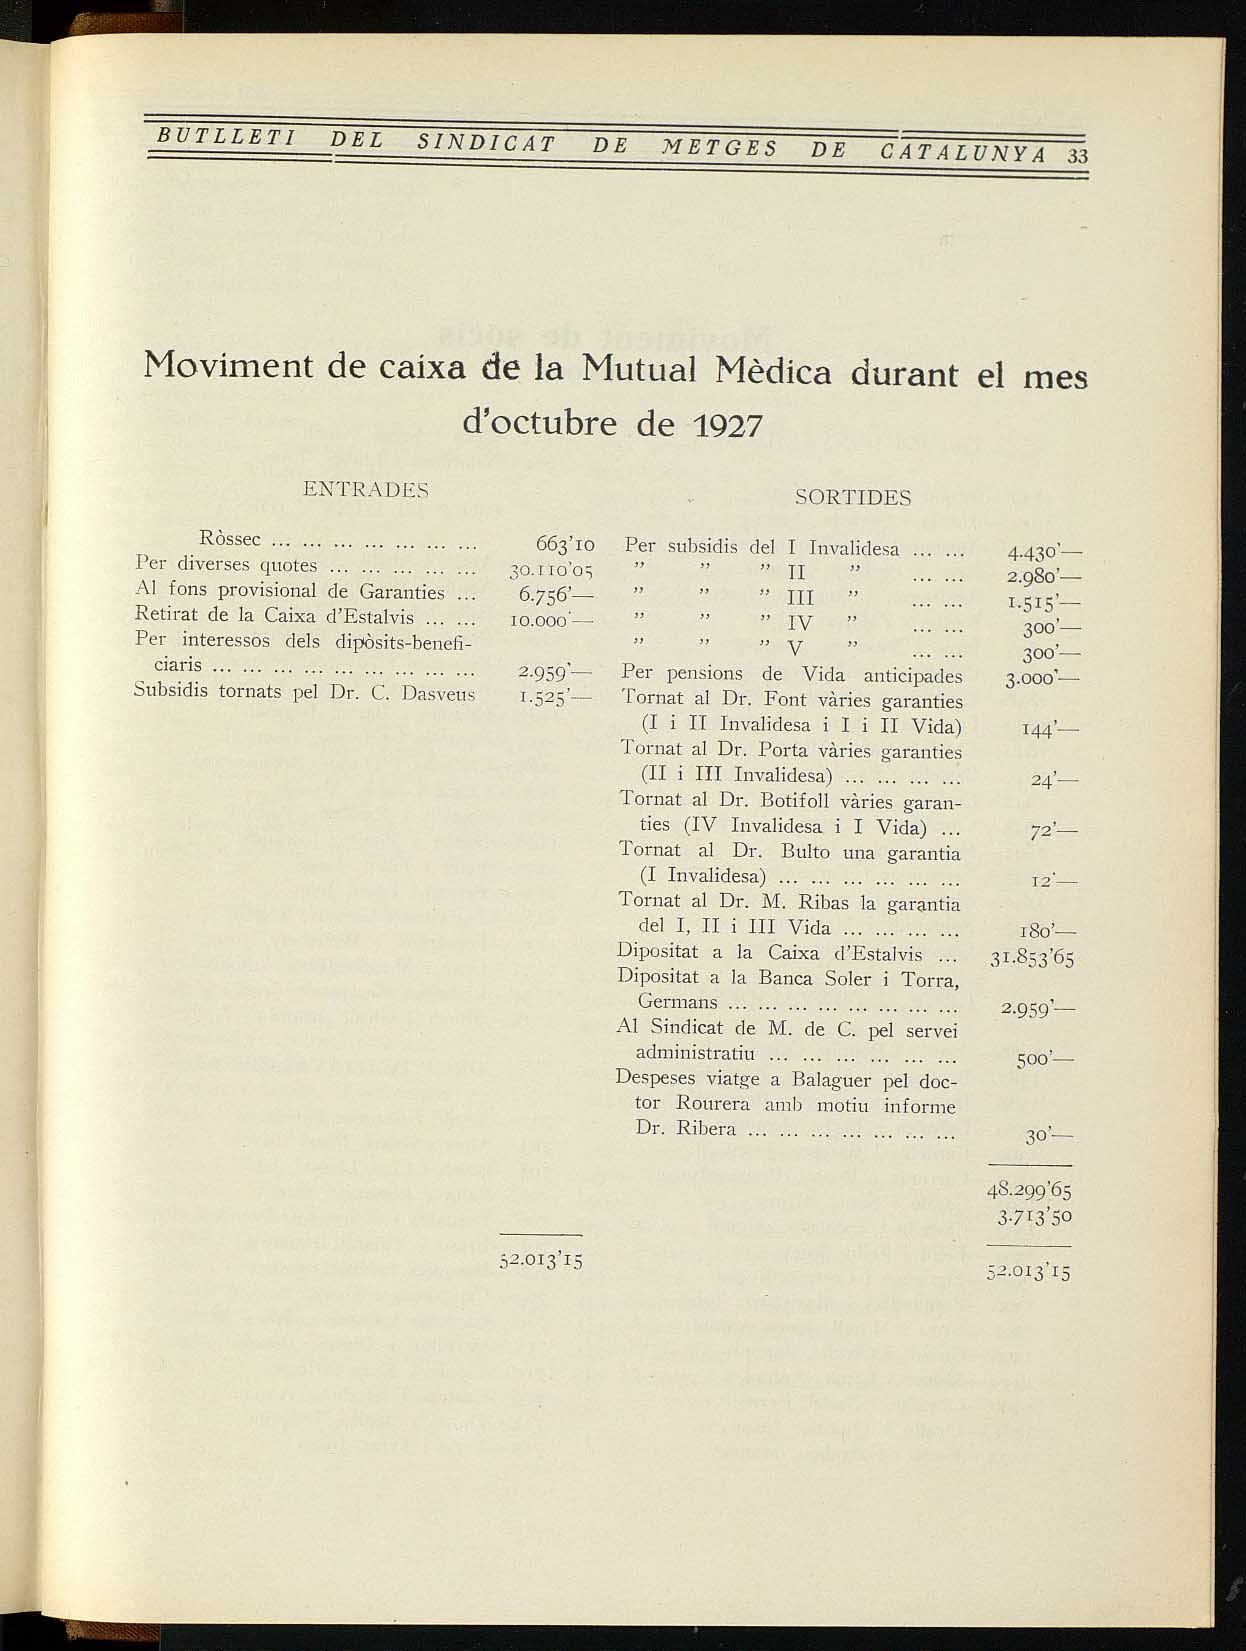 BUTLLETI DEL SINDICAT DE METGES DE CATALUNYA 33
Moviment de caixa de la Mutual Mèdica durant el mes
d'octubre de 1927
ENTRADES
Ròssec ... ... ... ... ... ... ... 663'10
Per diverses quotes ... ... ... ... ... 30.110'05
Al fons provisional de Garanties ... 6.756'—
Retirat de la Caixa d'Estalvis ... ... 10.000'—
Per interessos dels dipòsits-benefi-
ciaris ... ... ... ... ... ... ... ... ... 2.959'—
Subsidis tornats pel Dr. C. Dasveus 1.525'—
52.013'15
SORTIDES
Per subsidis del I Invalidesa ... ... 4.430'—
” ” ” II ” ... ... 2.980'—
” ” ” III ” ... ... 1.515'—
” ” ” IV ” ... ... 300'—
” ” ” V ” ... ... 300'—
Per pensions de Vida anticipades 3.000'—
Tornat al Dr. Font vàries garanties
(I i II Invalidesa i I i II Vida) 144'—
Tornat al Dr. Porta vàries garanties
(II i III Invalidesa) ... ... ... ... 24'—
Tornat al Dr. Botifoll vàries garan-
ties (IV Invalidesa i I Vida) ... 72'—
Tornat al Dr. Bulto una garantia
(I Invalidesa) ... ... ... ... ... ... 12'—
Tornat al Dr. M. Ribas la garantia
del I, II i III Vida ... ... ... ... 180'—
Dipositat a la Caixa d'Estalvis ... 31.853'65
Dipositat a la Banca Soler i Torra,
Germans ... ... ... ... ... ... ... ... 2.959'—
Al Sindicat de M. de C. pel servei
administratiu ... ... ... ... ... ... 500'—
Despeses viatge a Balaguer pel doc-
tor Rourera amb motiu informe
Dr. Ribera ... ... ... ... ... ... ... 30'—
48.299'65
3.713'50
52.013'15